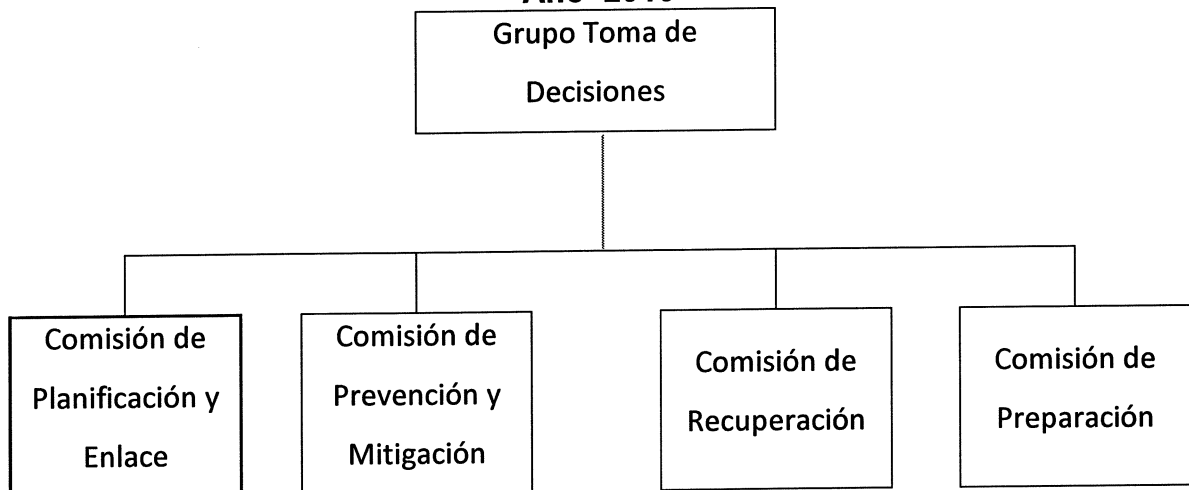 Grupo Toma de
Decisiones
Comisión de
Planificación y
Enlace
Comisión de
Prevención y
Mitigación
Comisión de
Recuperación
Comisión de
Preparación